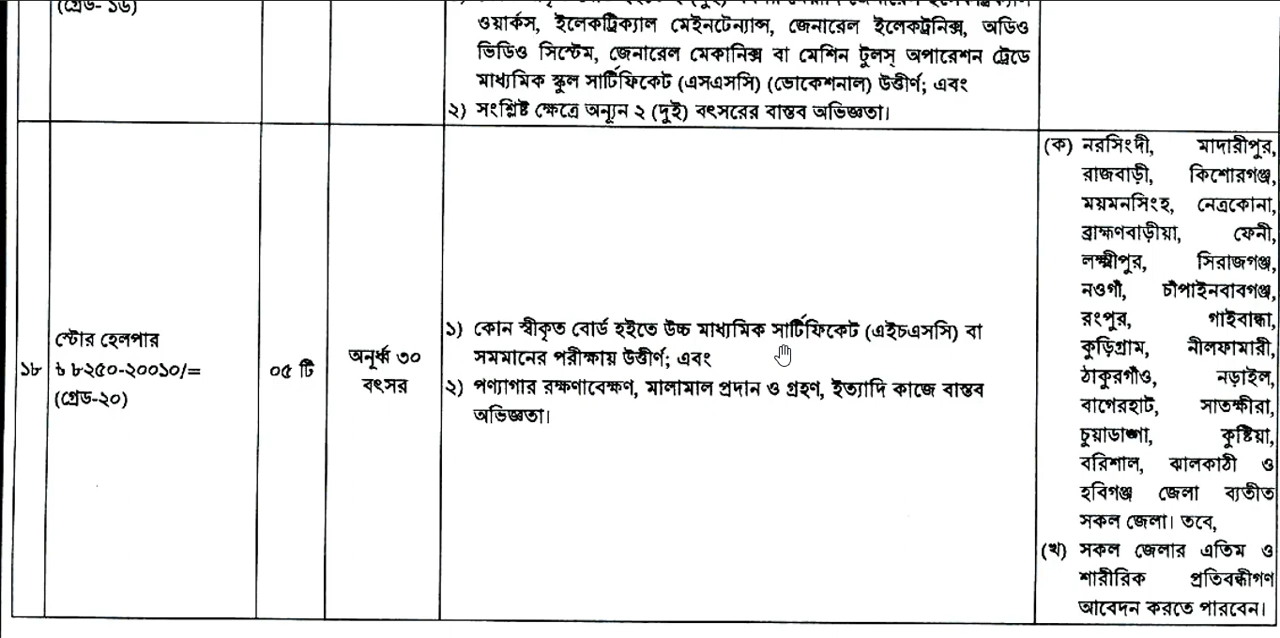 (গ্রেড- ১৬)
ওয়ার্কস, ইলেকট্রিক্যাল মেইনটেন্যান্স, জেনারেল ইলেকট্রনিক্স, অডিও
ভিডিও সিস্টেম, জেনারেল মেকানিক্স বা মেশিন টুলস্ অপারেশন ট্রেডে
মাধ্যমিক স্কুল সার্টিফিকেট (এসএসসি) (ভোকেশনাল) উত্তীর্ণ; এবং
২) সংশ্লিষ্ট ক্ষেত্রে অন্যূন ২ (দুই) বৎসরের বাস্তব অভিজ্ঞতা।
১৮
স্টোর হেলপার
৳ ৮২৫০-২০০১০/=
(গ্রেড-২০)
০৫ টি
অনূর্ধ্ব ৩০
বৎসর
১) কোন স্বীকৃত বোর্ড হইতে উচ্চ মাধ্যমিক সার্টিফিকেট (এইচএসসি) বা
সমমানের পরীক্ষায় উত্তীর্ণ; এবং
২) পণ্যাগার রক্ষণাবেক্ষণ, মালামাল প্রদান ও গ্রহণ, ইত্যাদি কাজে বাস্তব
অভিজ্ঞতা।
(ক) নরসিংদী, মাদারীপুর,
রাজবাড়ী, কিশোরগঞ্জ,
ময়মনসিংহ, নেত্রকোনা,
ব্রাহ্মণবাড়ীয়া, ফেনী,
লক্ষ্মীপুর, সিরাজগঞ্জ,
নওগাঁ, চাঁপাইনবাবগঞ্জ,
রংপুর, গাইবান্ধা,
কুড়িগ্রাম, নীলফামারী,
ঠাকুরগাঁও, নড়াইল,
বাগেরহাট, সাতক্ষীরা,
চুয়াডাঙ্গা, কুষ্টিয়া,
বরিশাল, ঝালকাঠী ও
হবিগঞ্জ জেলা ব্যতীত
সকল জেলা। তবে,
(খ) সকল জেলার এতিম ও
শারীরিক প্রতিবন্ধীগণ
আবেদন করতে পারবেন।